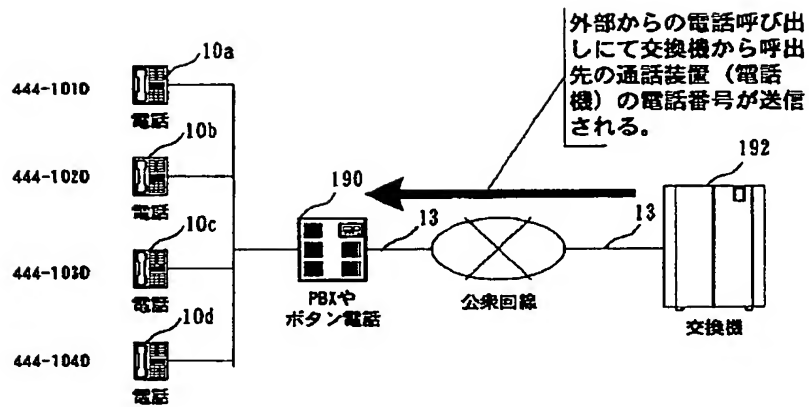 外部からの電話呼び出
しにて交換機から呼出
先の通話装置（電話
機）の電話番号が送信
される。
10a
444-101D
電話
10b
444-102D
電話
10c
444-103D
電話
10d
444-104D
電話
190
13
13
192
PBXや
ボタン電話
公衆回線
交換機